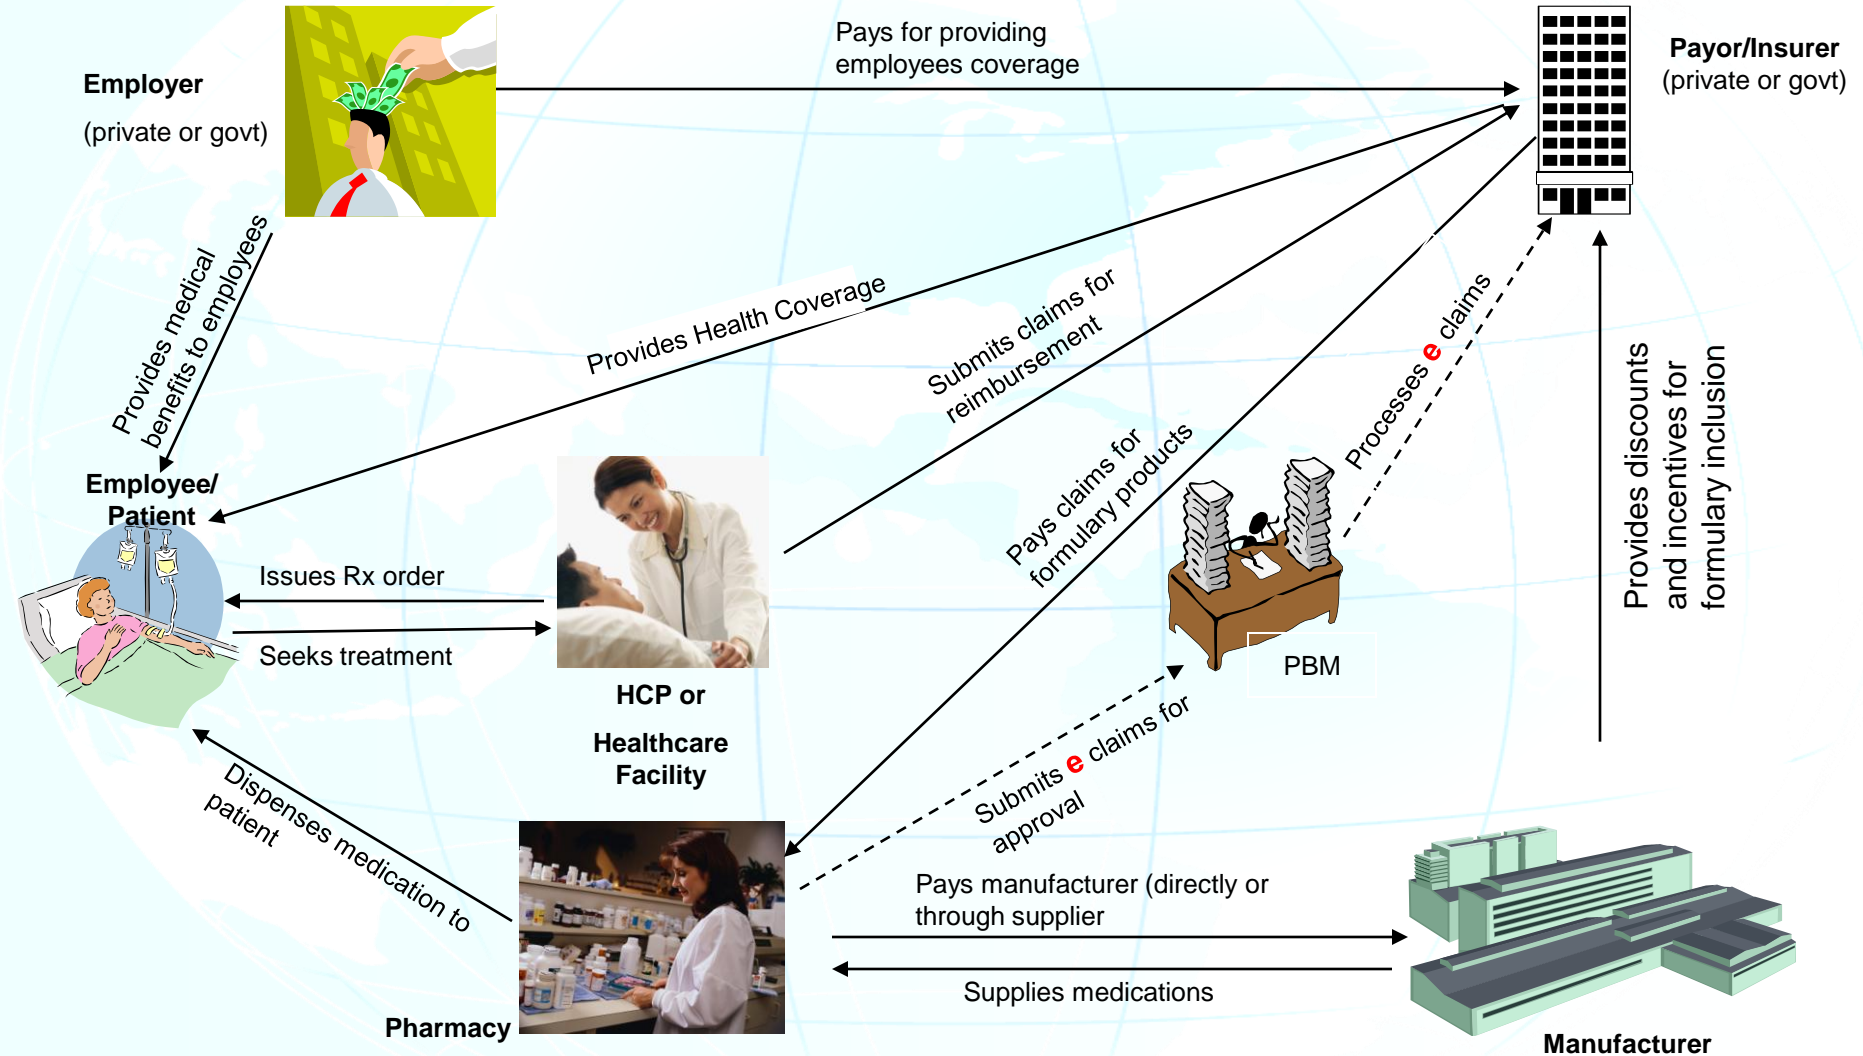 Pays for providing
employees coverage
Payor/Insurer
(private or govt)
Employer
(private or govt)
Provides medical
benefits to employees
Provides Health Coverage
Submits claims for
reimbursement
Pays claims for
formulary products
Processes e claims
Provides discounts
and incentives for
formulary inclusion
Employee/
Patient
Issues Rx order
Seeks treatment
HCP or
Healthcare
Facility
PBM
Submits e claims for
approval
Dispenses medication to
patient
Pays manufacturer (directly or
through supplier
Supplies medications
Pharmacy
Manufacturer